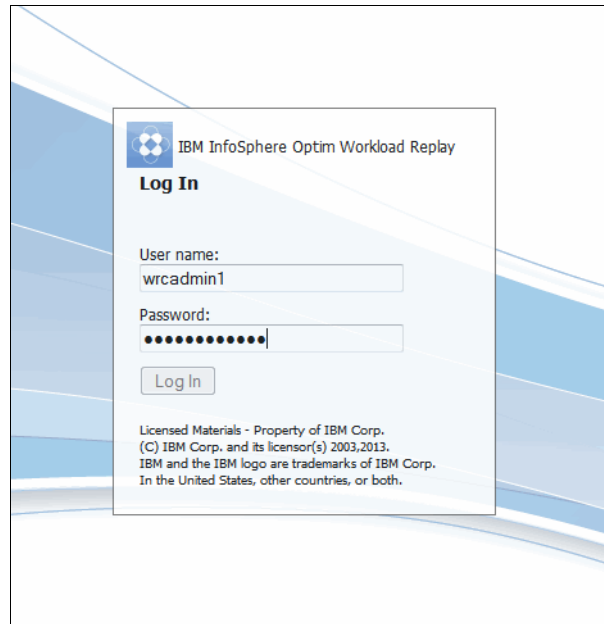 IBM InfoSphere Optim Workload Replay
Log In
User name:
wrcadmin1
Password:
●●●●●●●●●●●●
Log In
Licensed Materials - Property of IBM Corp.
(C) IBM Corp. and its licensor(s) 2003,2013.
IBM and the IBM logo are trademarks of IBM Corp.
In the United States, other countries, or both.